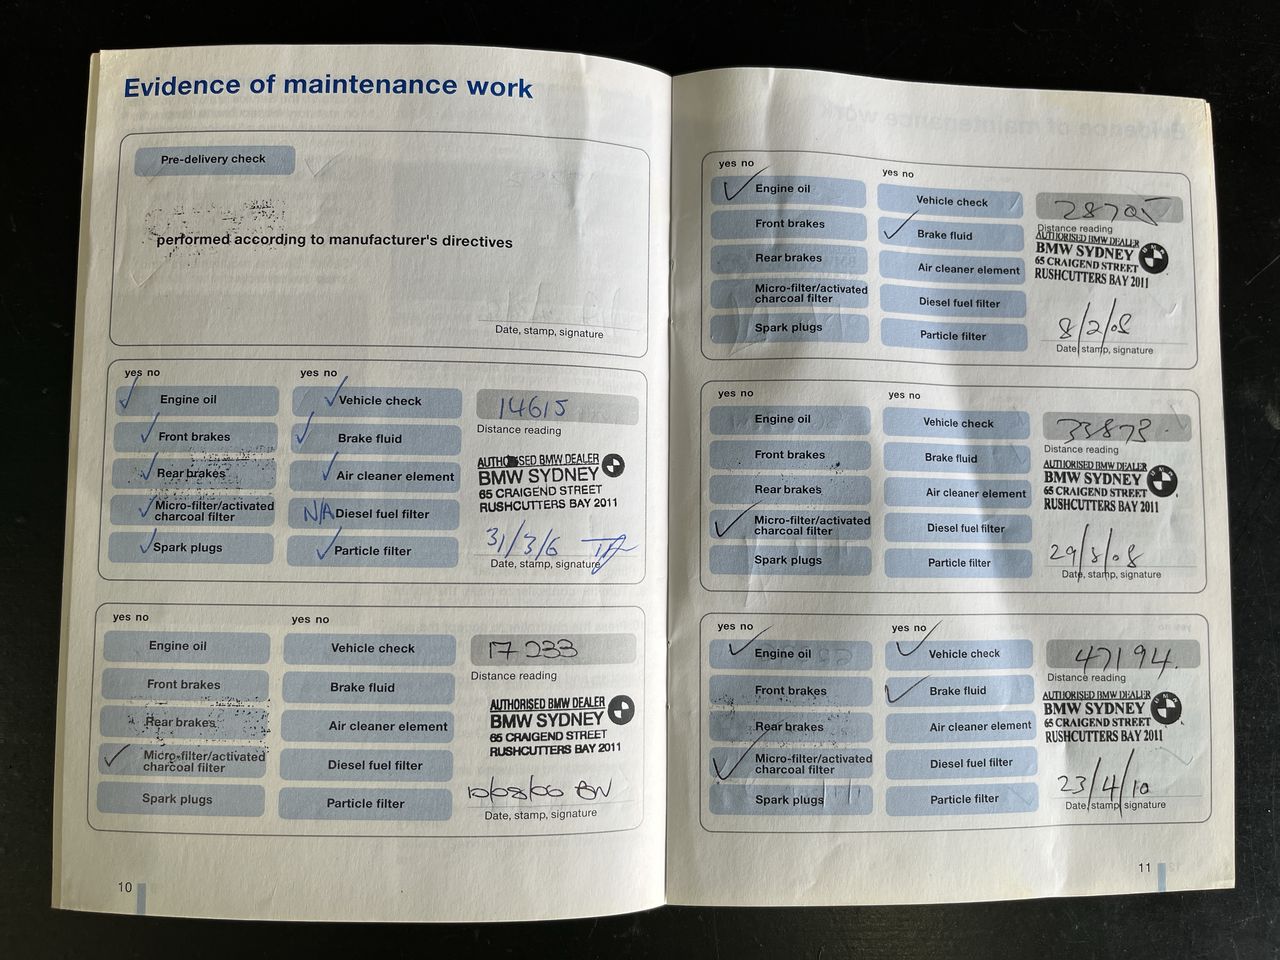 Evidence of maintenance work
Pre-delivery check
performed according to manufacturer's directives
Date, stamp, signature
yes no
yes no
Engine oil
Vehicle check
14615
Front brakes
Brake fluid
Distance reading
Rear brakes
Air cleaner element
AUTHORISED BMW DEALER
BMW SYDNEY
65 CRAIGEND STREET
RUSHCUTTERS BAY 2011
Micro-filter/activated
charcoal filter
N/A Diesel fuel filter
Spark plugs
Particle filter
31/3/6
Date, stamp, signature
yes no
yes no
Engine oil
Vehicle check
17233
Front brakes
Brake fluid
Distance reading
Rear brakes
Air cleaner element
AUTHORISED BMW DEALER
BMW SYDNEY
65 CRAIGEND STREET
RUSHCUTTERS BAY 2011
Micro-filter/activated
charcoal filter
Diesel fuel filter
Spark plugs
Particle filter
Date, stamp, signature
10
yes no
yes no
Engine oil
Vehicle check
28705
Front brakes
Brake fluid
Distance reading
Rear brakes
Air cleaner element
AUTHORISED BMW DEALER
BMW SYDNEY
65 CRAIGEND STREET
RUSHCUTTERS BAY 2011
Micro-filter/activated
charcoal filter
Diesel fuel filter
Spark plugs
Particle filter
8/2/08
Date, stamp, signature
yes no
yes no
Engine oil
Vehicle check
33873
Front brakes
Brake fluid
Distance reading
Rear brakes
Air cleaner element
AUTHORISED BMW DEALER
BMW SYDNEY
65 CRAIGEND STREET
RUSHCUTTERS BAY 2011
Micro-filter/activated
charcoal filter
Diesel fuel filter
Spark plugs
Particle filter
29/8/08
Date, stamp, signature
yes no
yes no
Engine oil
Vehicle check
47194.
Front brakes
Brake fluid
Distance reading
Rear brakes
Air cleaner element
AUTHORISED BMW DEALER
BMW SYDNEY
65 CRAIGEND STREET
RUSHCUTTERS BAY 2011
Micro-filter/activated
charcoal filter
Diesel fuel filter
Spark plugs
Particle filter
23/4/10
Date, stamp, signature
11